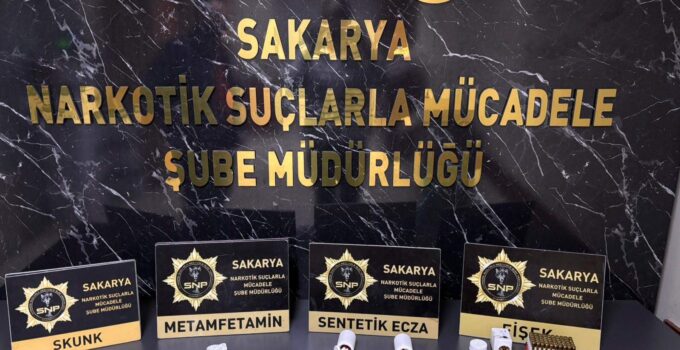 SAKARYA
NARKOTİK SUÇLARLA MÜCADELE
ŞUBE MÜDÜRLÜĞÜ
SNP
SAKARYA
NARKOTİK SUÇLARLA
MÜCADELE
ŞUBE MÜDÜRLÜĞÜ
SKUNK
SNP
SAKARYA
NARKOTİK SUÇLARLA
MÜCADELE
ŞUBE MÜDÜRLÜĞÜ
METAMFETAMİN
SNP
SAKARYA
NARKOTİK SUÇLARLA
MÜCADELE
ŞUBE MÜDÜRLÜĞÜ
SENTETİK ECZA
SNP
SAKARYA
NARKOTİK SUÇLARLA
MÜCADELE
ŞUBE MÜDÜRLÜĞÜ
FİŞEK